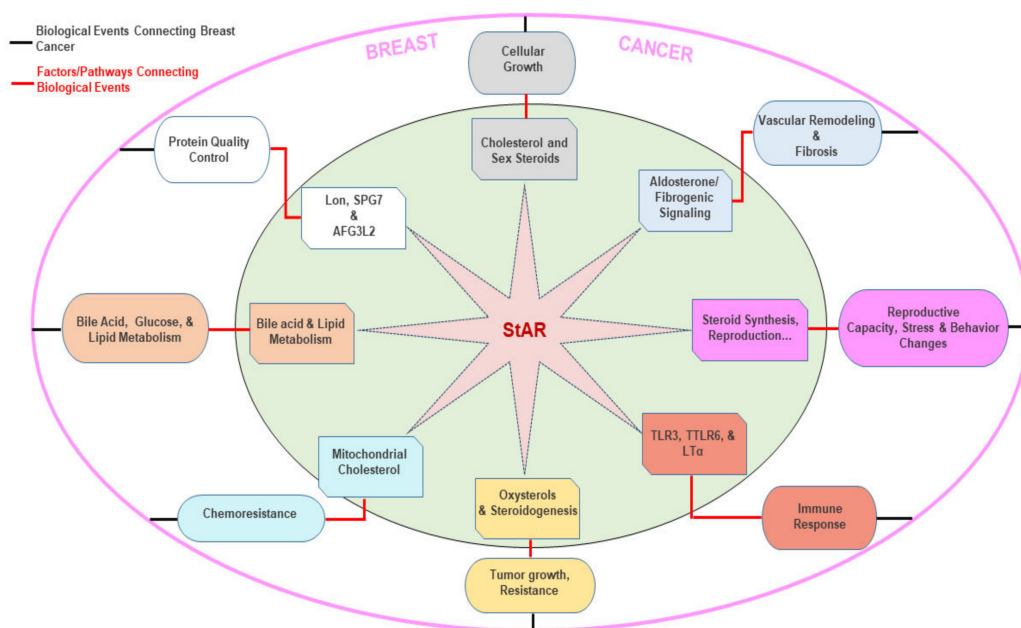 Biological Events Connecting Breast
Cancer
Factors/Pathways Connecting
Biological Events
BREAST
CANCER
Cellular
Growth
Cholesterol and
Sex Steroids
Vascular Remodeling
&
Fibrosis
Aldosterone/
Fibrogenic
Signaling
Protein Quality
Control
Lon, SPG7
&
AFG3L2
Bile Acid, Glucose, &
Lipid Metabolism
Bile acid & Lipid
Metabolism
StAR
Steroid Synthesis,
Reproduction...
Reproductive
Capacity, Stress & Behavior
Changes
Mitochondrial
Cholesterol
Chemoresistance
TLR3, TTLR6, &
LTα
Immune
Response
Oxysterols
& Steroidogenesis
Tumor growth,
Resistance